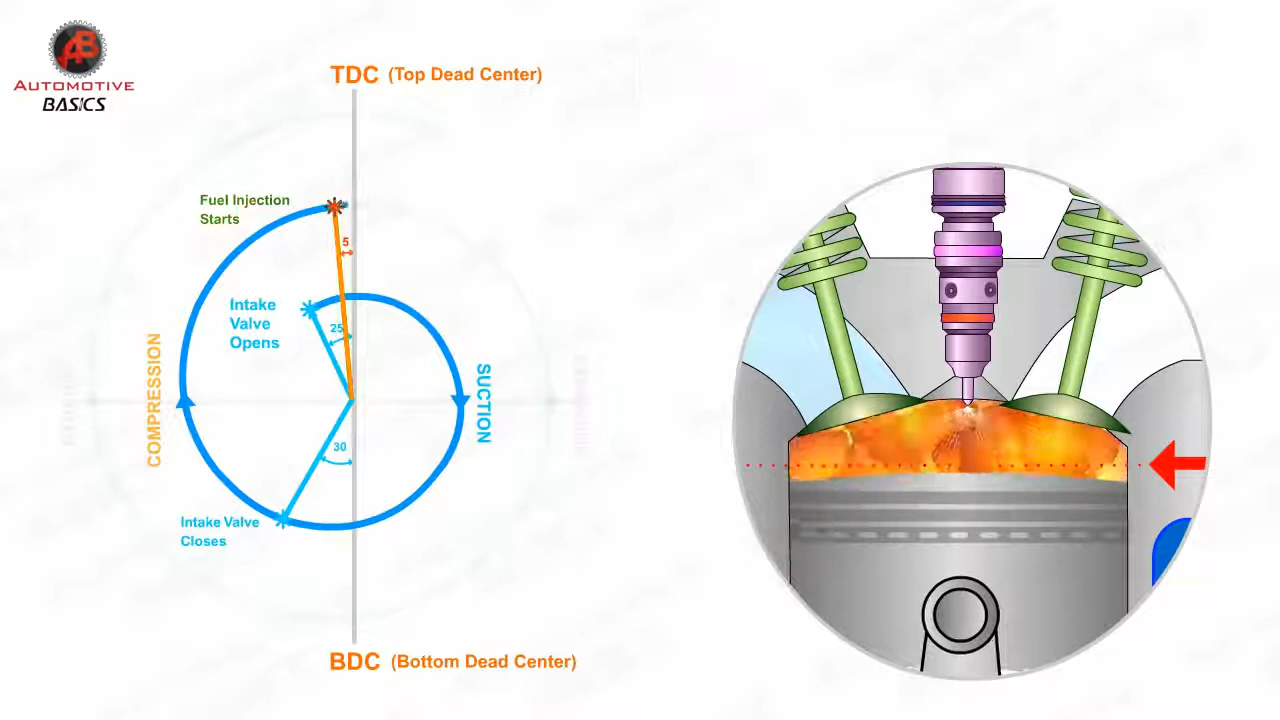 AB
AUTOMOTIVE
BASICS
TDC (Top Dead Center)
Fuel Injection
Starts
5
Intake
Valve
Opens
25
COMPRESSION
SUCTION
30
Intake Valve
Closes
BDC (Bottom Dead Center)